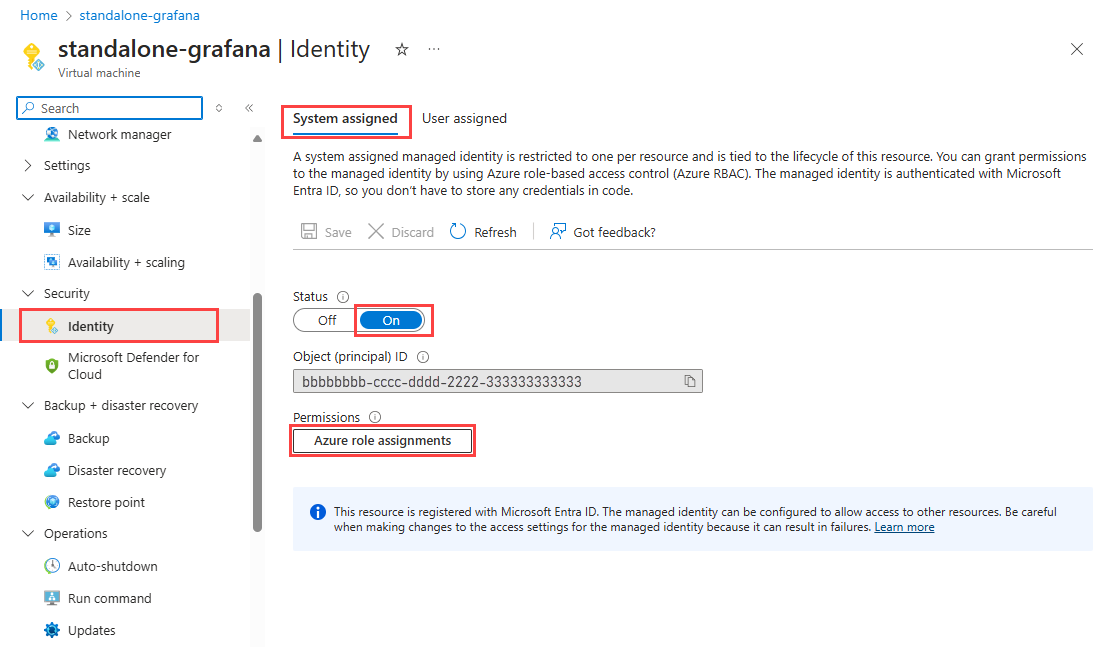 Home > standalone-grafana
standalone-grafana | Identity
Virtual machine
Search
Network manager
Settings
Availability + scale
Size
Availability + scaling
Security
Identity
Microsoft Defender for
Cloud
Backup + disaster recovery
Backup
Disaster recovery
Restore point
Operations
Auto-shutdown
Run command
Updates
System assigned User assigned
A system assigned managed identity is restricted to one per resource and is tied to the lifecycle of this resource. You can grant permissions
to the managed identity by using Azure role-based access control (Azure RBAC). The managed identity is authenticated with Microsoft
Entra ID, so you don't have to store any credentials in code.
Save Discard Refresh Got feedback?
Status
Off On
Object (principal) ID
bbbbbbbb-cccc-dddd-2222-333333333333
Permissions
Azure role assignments
This resource is registered with Microsoft Entra ID. The managed identity can be configured to allow access to other resources. Be careful
when making changes to the access settings for the managed identity because it can result in failures. Learn more